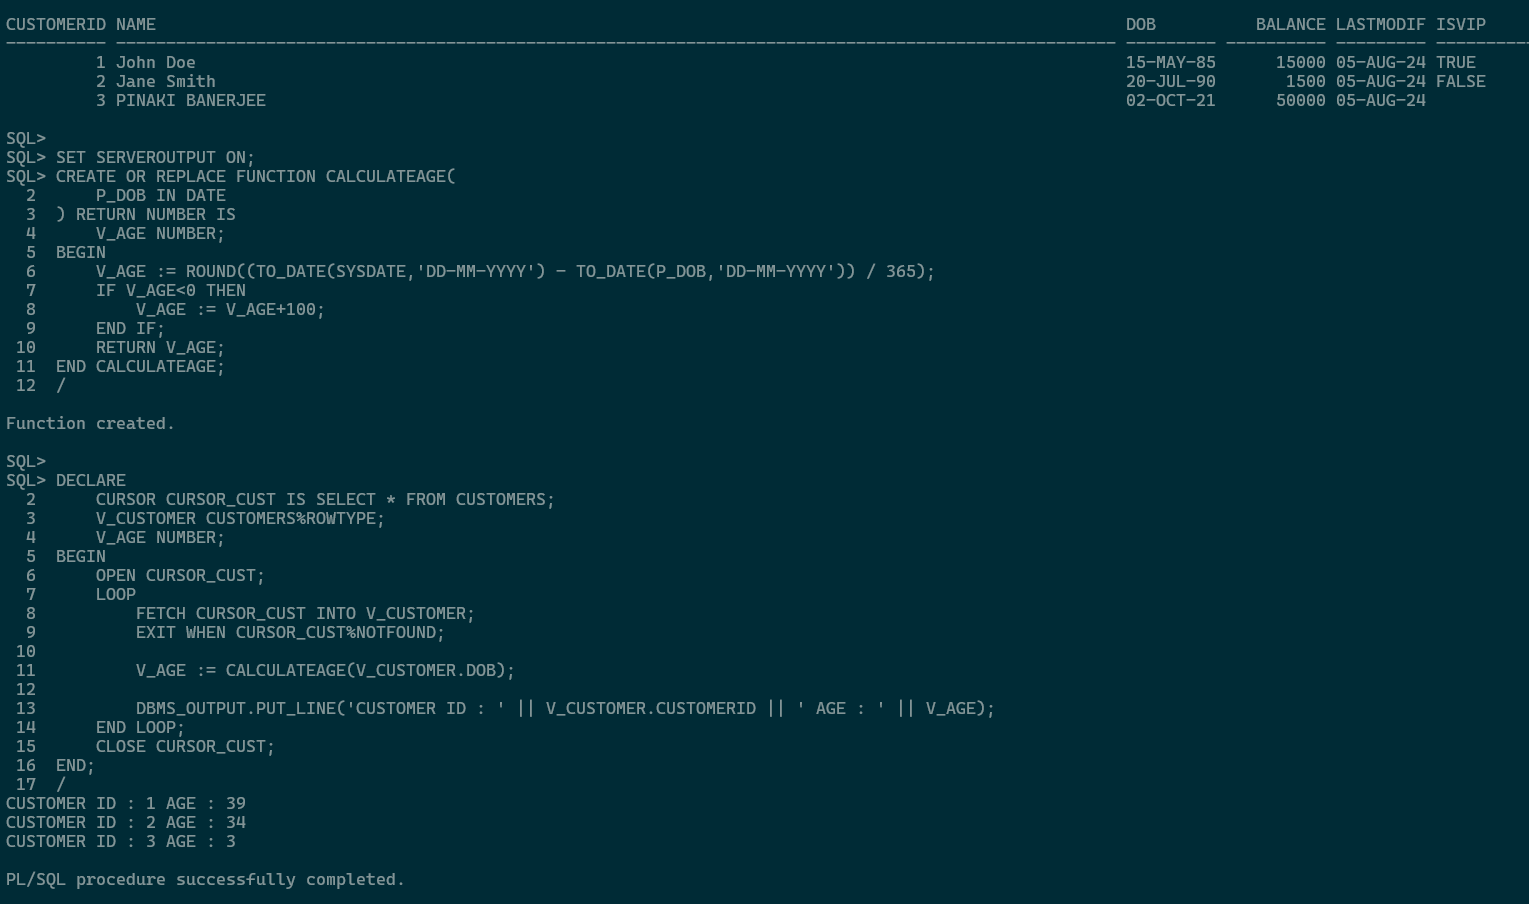 CUSTOMERID NAME                                                                                                 DOB          BALANCE LASTMODIF ISVIP
---------- ---------------------------------------------------------------------------------------------------- --------- ---------- --------- ----------
         1 John Doe                                                                                             15-MAY-85      15000 05-AUG-24 TRUE
         2 Jane Smith                                                                                           20-JUL-90       1500 05-AUG-24 FALSE
         3 PINAKI BANERJEE                                                                                      02-OCT-21      50000 05-AUG-24
SQL>
SQL> SET SERVEROUTPUT ON;
SQL> CREATE OR REPLACE FUNCTION CALCULATEAGE(
  2      P_DOB IN DATE
  3  ) RETURN NUMBER IS
  4      V_AGE NUMBER;
  5  BEGIN
  6      V_AGE := ROUND((TO_DATE(SYSDATE,'DD-MM-YYYY') - TO_DATE(P_DOB,'DD-MM-YYYY')) / 365);
  7      IF V_AGE<0 THEN
  8          V_AGE := V_AGE+100;
  9      END IF;
 10      RETURN V_AGE;
 11  END CALCULATEAGE;
 12  /
Function created.
SQL>
SQL> DECLARE
  2      CURSOR CURSOR_CUST IS SELECT * FROM CUSTOMERS;
  3      V_CUSTOMER CUSTOMERS%ROWTYPE;
  4      V_AGE NUMBER;
  5  BEGIN
  6      OPEN CURSOR_CUST;
  7      LOOP
  8          FETCH CURSOR_CUST INTO V_CUSTOMER;
  9          EXIT WHEN CURSOR_CUST%NOTFOUND;
 10
 11          V_AGE := CALCULATEAGE(V_CUSTOMER.DOB);
 12
 13          DBMS_OUTPUT.PUT_LINE('CUSTOMER ID : ' || V_CUSTOMER.CUSTOMERID || ' AGE : ' || V_AGE);
 14      END LOOP;
 15      CLOSE CURSOR_CUST;
 16  END;
 17  /
CUSTOMER ID : 1 AGE : 39
CUSTOMER ID : 2 AGE : 34
CUSTOMER ID : 3 AGE : 3
PL/SQL procedure successfully completed.